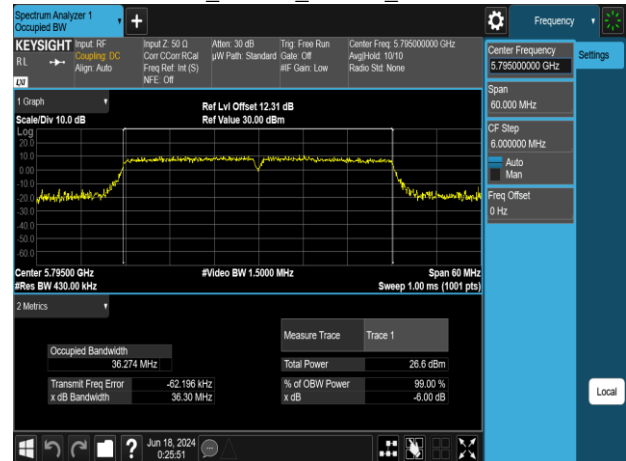 Spectrum Analyzer 1
Occupied BW
Frequency
KEYSIGHT
R L
LXI
Input: RF
Coupling: DC
Align: Auto
Input Z: 50 Ω
Corr CCorr RCal
Freq Ref: Int (S)
NFE: Off
Atten: 30 dB
µW Path: Standard
Trig: Free Run
Gate: Off
#IF Gain: Low
Center Freq: 5.795000000 GHz
Avg|Hold: 10/10
Radio Std: None
Center Frequency
5.795000000 GHz
Settings
Span
60.000 MHz
CF Step
6.000000 MHz
Auto
Man
Freq Offset
0 Hz
1 Graph
Scale/Div 10.0 dB
Ref Lvl Offset 12.31 dB
Ref Value 30.00 dBm
Log
20.0
10.0
0.00
-10.0
-20.0
-30.0
-40.0
-50.0
-60.0
Center 5.79500 GHz
#Res BW 430.00 kHz
#Video BW 1.5000 MHz
Span 60 MHz
Sweep 1.00 ms (1001 pts)
2 Metrics
Measure Trace Trace 1
Occupied Bandwidth
36.274 MHz
Total Power 26.6 dBm
Transmit Freq Error -62.196 kHz
% of OBW Power 99.00 %
x dB Bandwidth 36.30 MHz
x dB -6.00 dB
Local
?
Jun 18, 2024
0:25:51